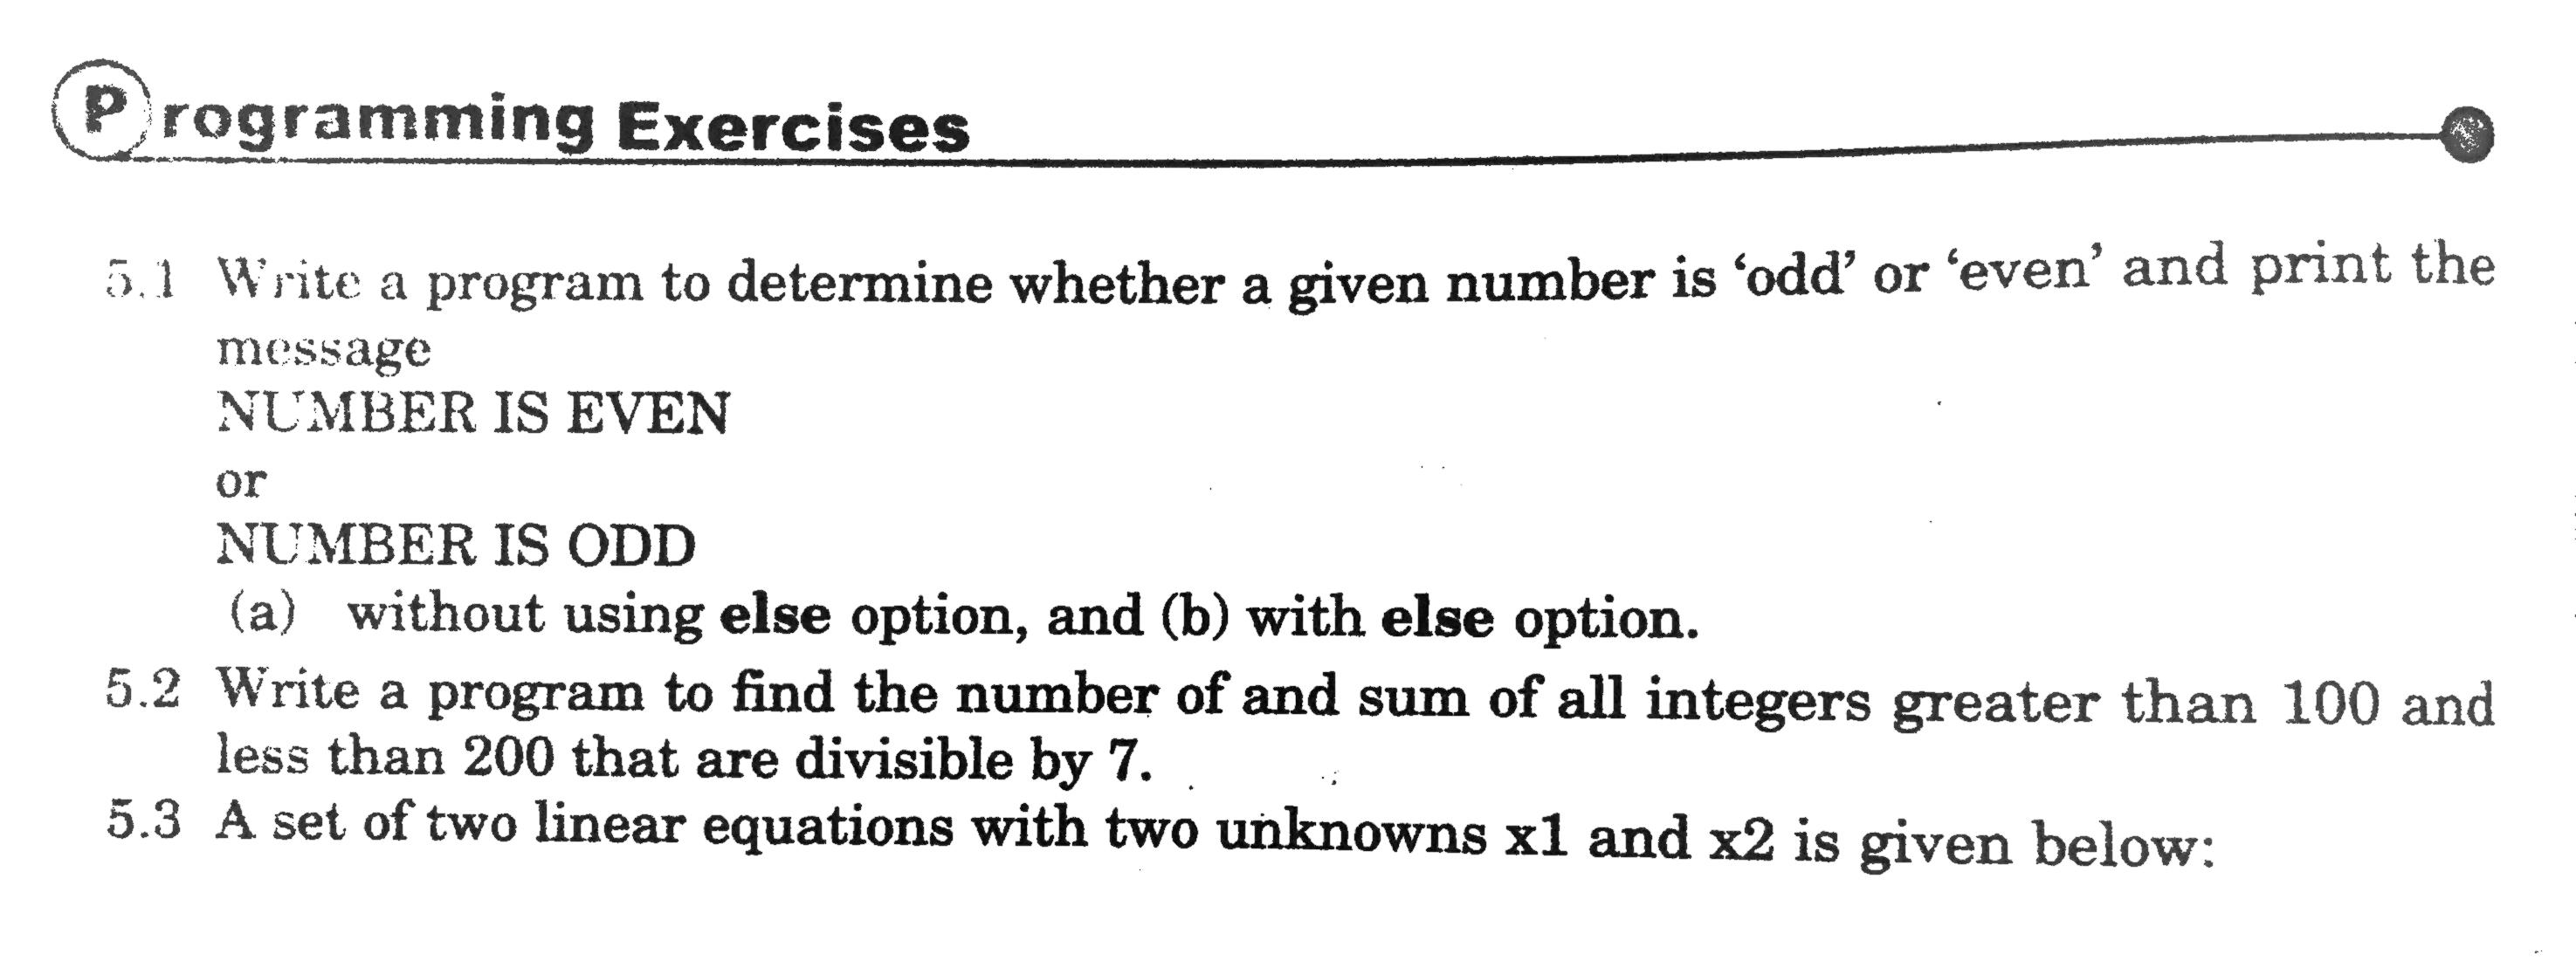 Programming Exercises
5.1 Write a program to determine whether a given number is ‘odd’ or ‘even’ and print the
message
NUMBER IS EVEN
or
NUMBER IS ODD
(a) without using else option, and (b) with else option.
5.2 Write a program to find the number of and sum of all integers greater than 100 and
less than 200 that are divisible by 7.
5.3 A set of two linear equations with two unknowns x1 and x2 is given below: